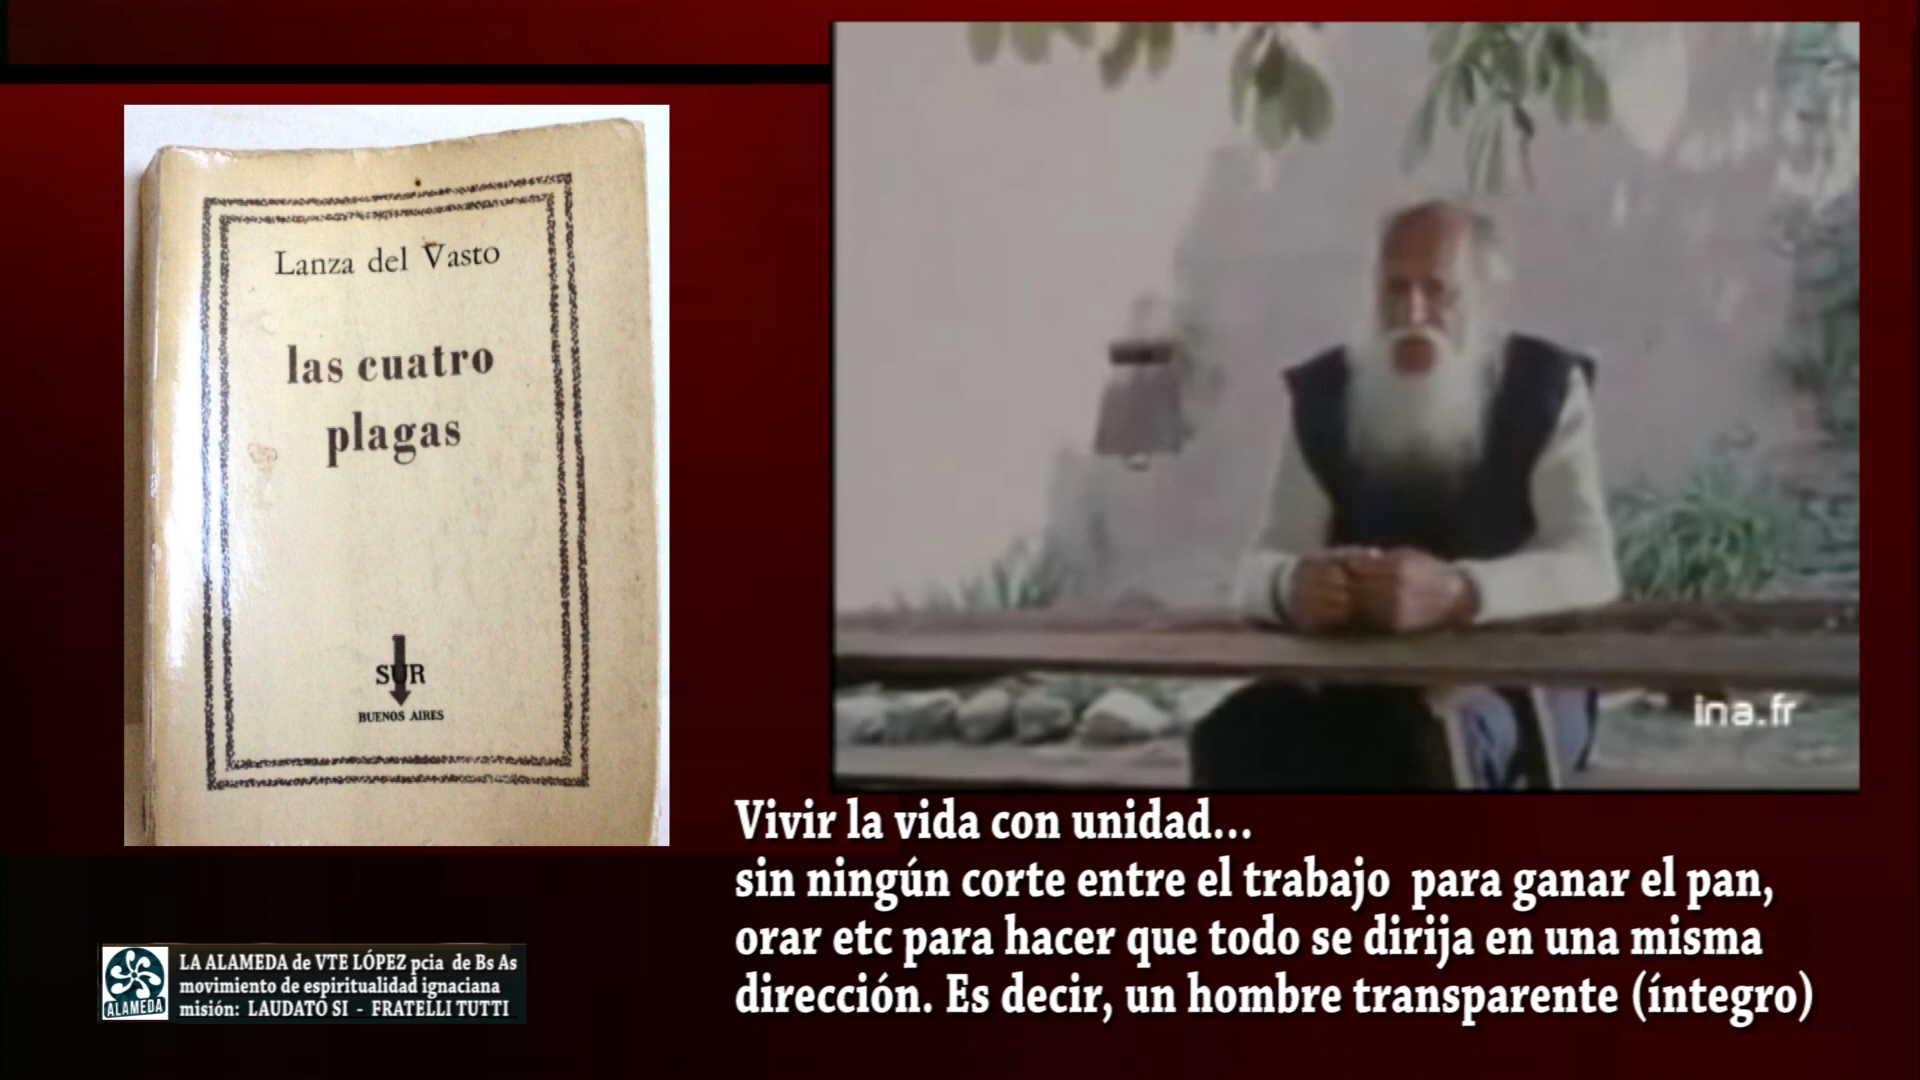 Lanza del Vasto
las cuatro
plagas
SUR
BUENOS AIRES
ina.fr
Vivir la vida con unidad...
sin ningún corte entre el trabajo para ganar el pan,
orar etc para hacer que todo se dirija en una misma
dirección. Es decir, un hombre transparente (íntegro)
ALAMEDA
LA ALAMEDA de VTE LÓPEZ pcia de Bs As
movimiento de espiritualidad ignaciana
misión: LAUDATO SI - FRATELLI TUTTI